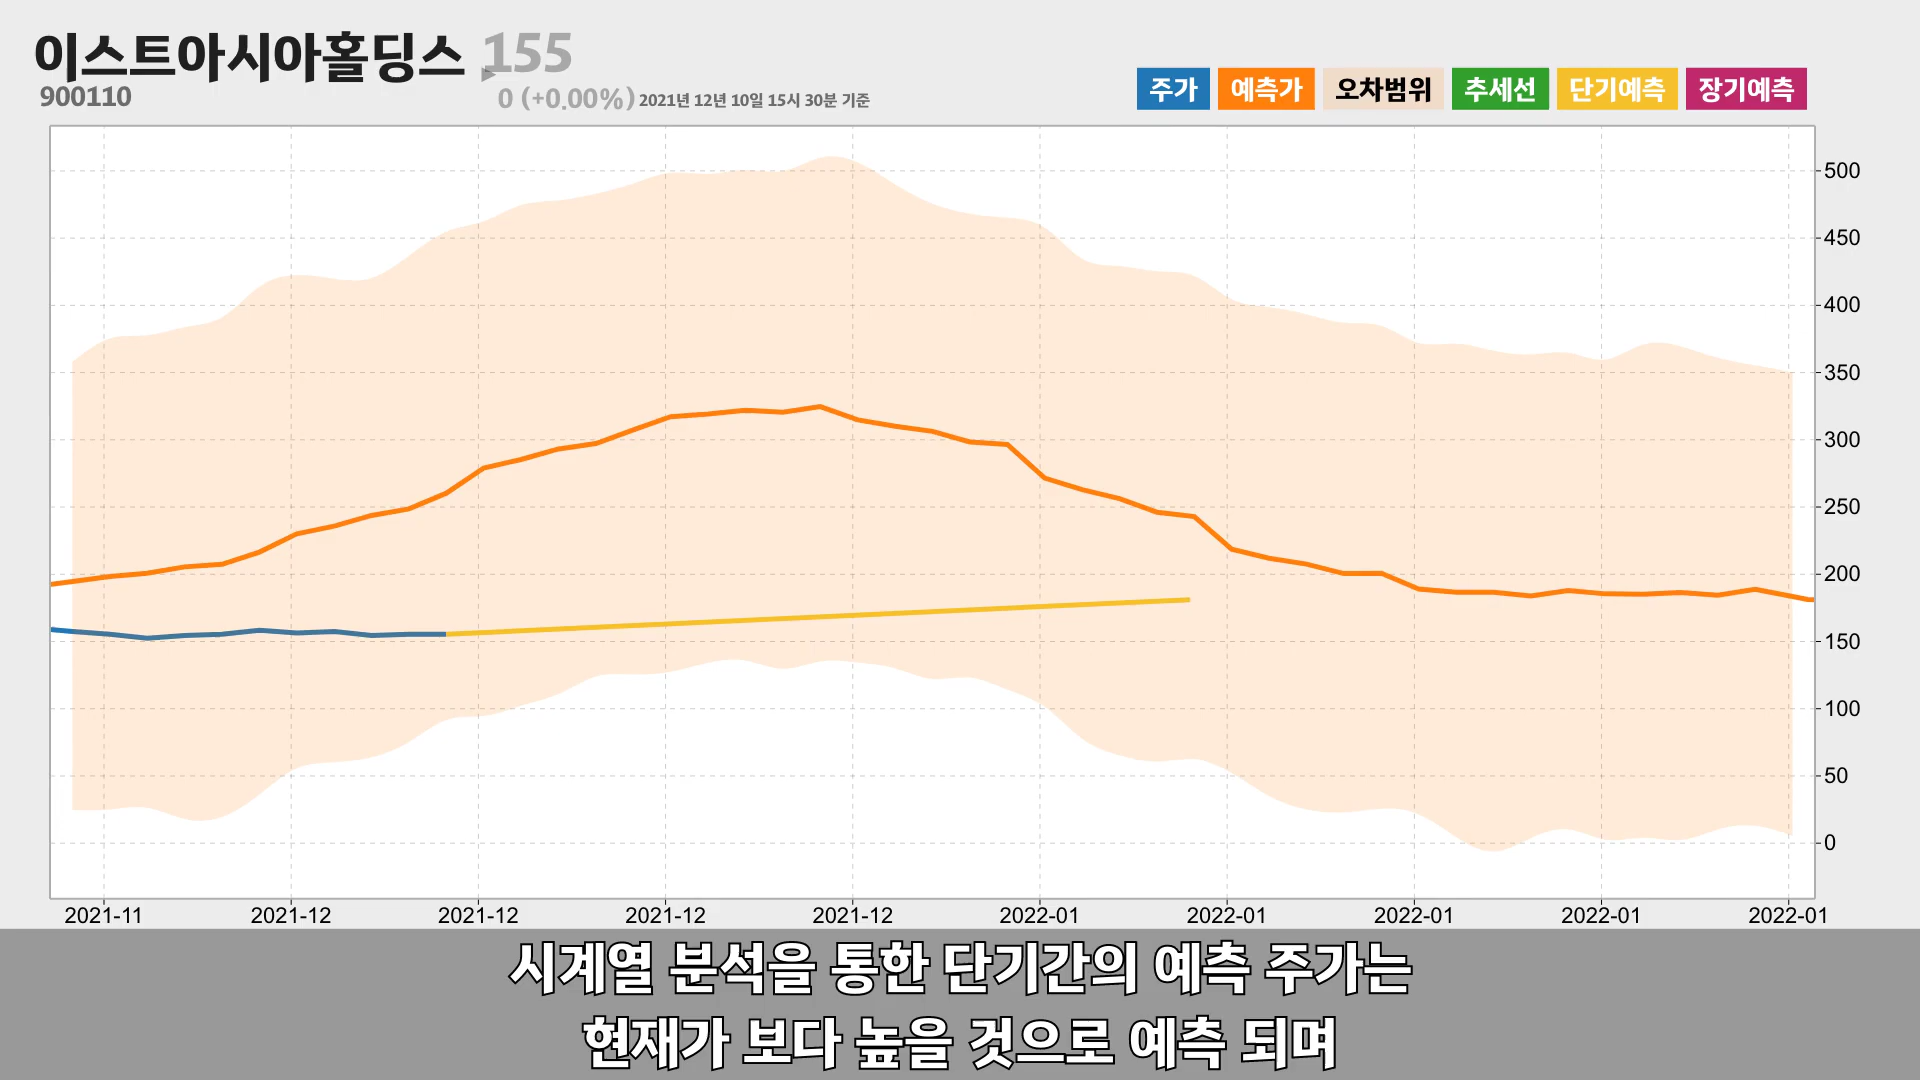 이스트아시아홀딩스 155
900110
0 (+0.00%) 2021년 12년 10일 15시 30분 기준
주가 예측가 오차범위 추세선 단기예측 장기예측
500
450
400
350
300
250
200
150
100
50
0
2021-11 2021-12 2021-12 2021-12 2021-12 2022-01 2022-01 2022-01 2022-01 2022-01
시계열 분석을 통한 단기간의 예측 주가는
현재가 보다 높을 것으로 예측 되며